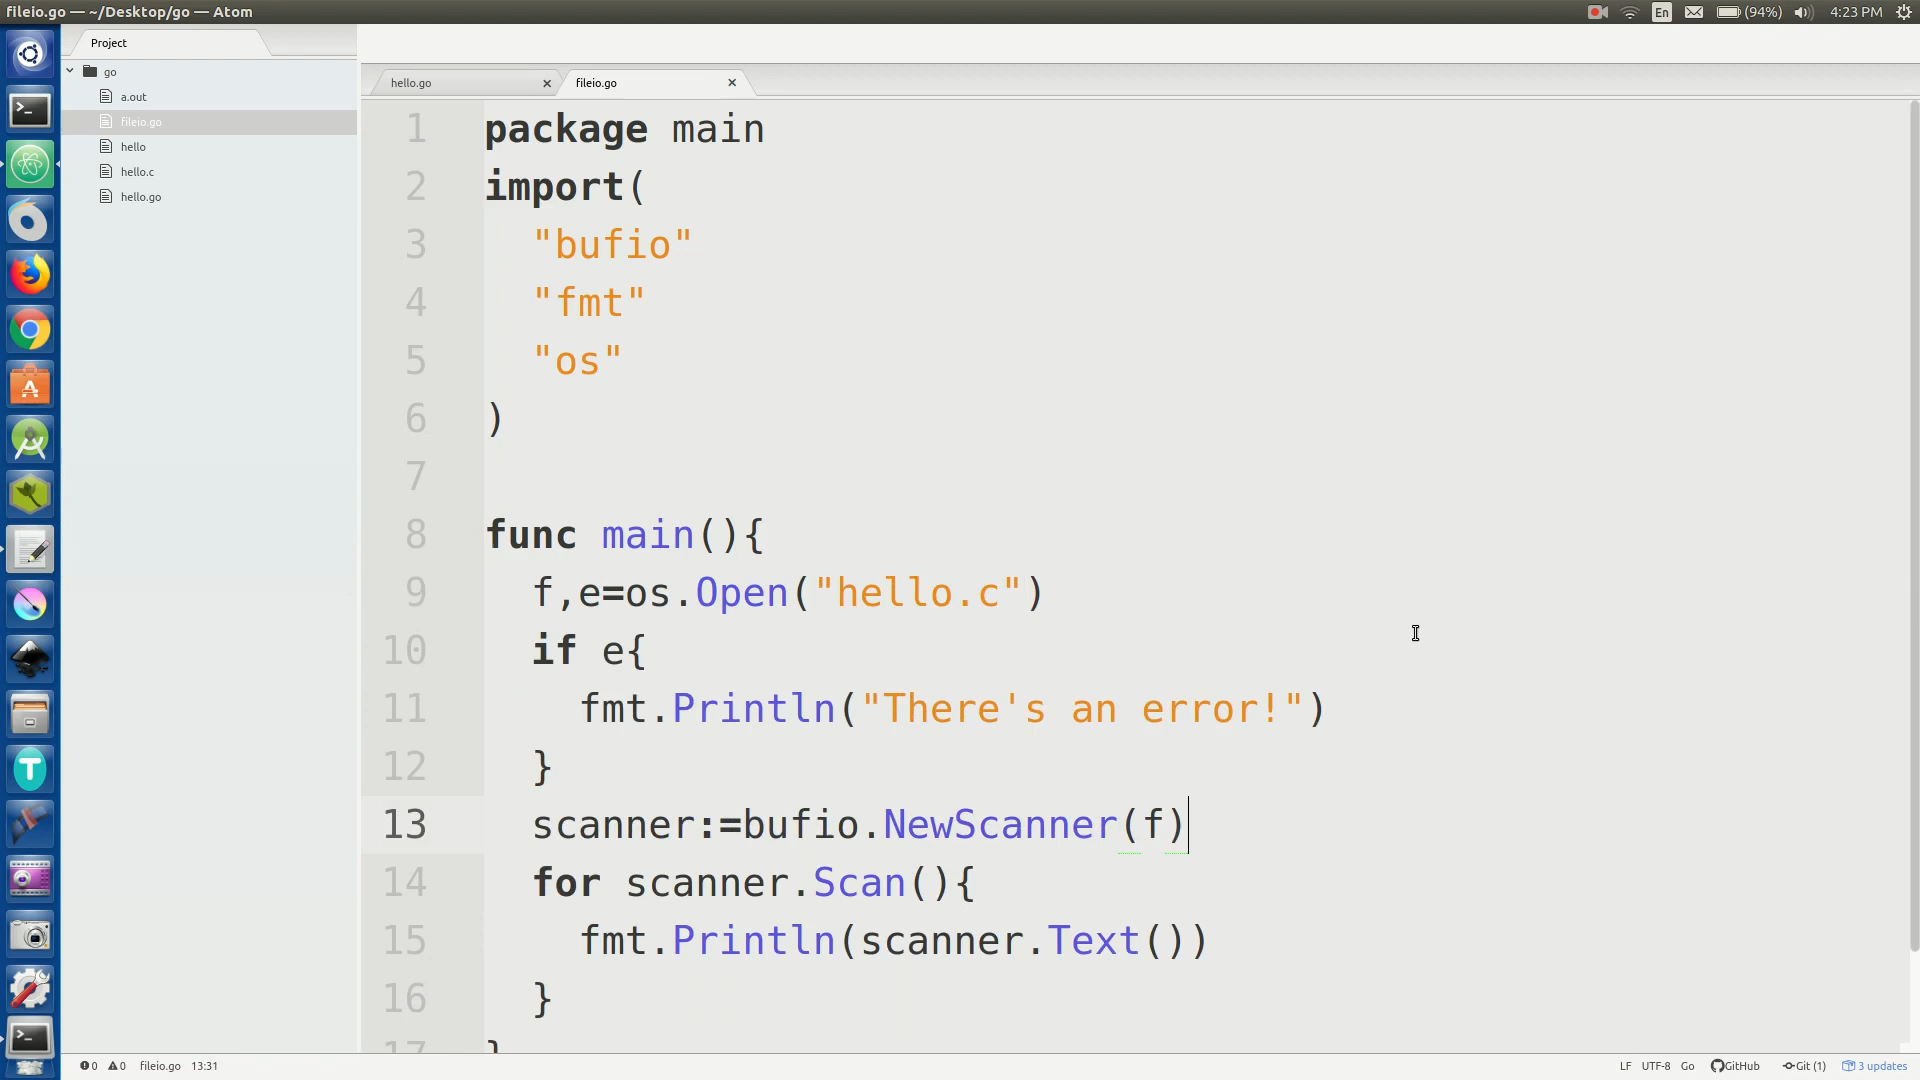 fileio.go — ~/Desktop/go — Atom
En
(94%)
4:23 PM
Project
go
a.out
fileio.go
hello
hello.c
hello.go
hello.go
fileio.go
1 package main
2 import(
3 "bufio"
4 "fmt"
5 "os"
6 )
7
8 func main(){
9 f,e=os.Open("hello.c")
10 if e{
11 fmt.Println("There's an error!")
12 }
13 scanner:=bufio.NewScanner(f)
14 for scanner.Scan(){
15 fmt.Println(scanner.Text())
16 }
17 }
0 0 fileio.go 13:31
LF UTF-8 Go GitHub Git (1) 3 updates